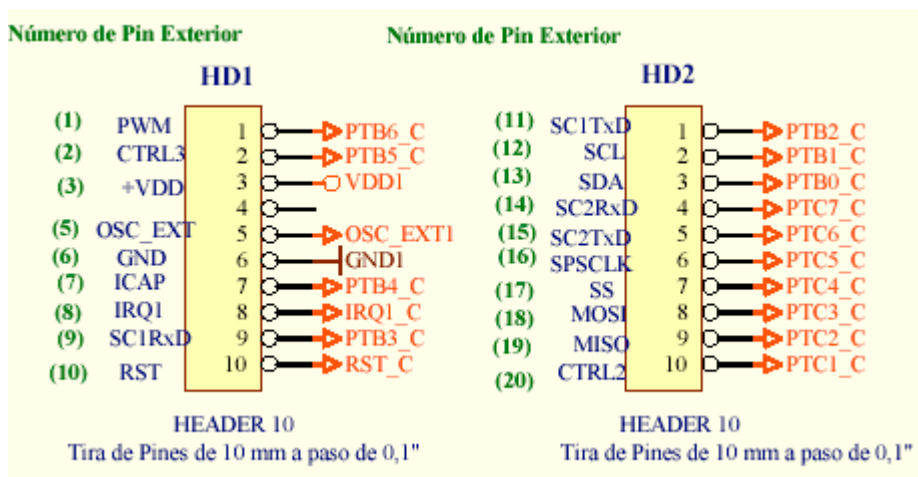 Número de Pin Exterior
Número de Pin Exterior
HD1
(1) PWM 1 PTB6_C
(2) CTRL3 2 PTB5_C
(3) +VDD 3 VDD1
4
(5) OSC_EXT 5 OSC_EXT1
(6) GND 6 GND1
(7) ICAP 7 PTB4_C
(8) IRQ1 8 IRQ1_C
(9) SC1RxD 9 PTB3_C
(10) RST 10 RST_C
HEADER 10
Tira de Pines de 10 mm a paso de 0,1"
HD2
(11) SC1TxD 1 PTB2_C
(12) SCL 2 PTB1_C
(13) SDA 3 PTB0_C
(14) SC2RxD 4 PTC7_C
(15) SC2TxD 5 PTC6_C
(16) SPSCLK 6 PTC5_C
(17) SS 7 PTC4_C
(18) MOSI 8 PTC3_C
(19) MISO 9 PTC2_C
(20) CTRL2 10 PTC1_C
HEADER 10
Tira de Pines de 10 mm a paso de 0,1"